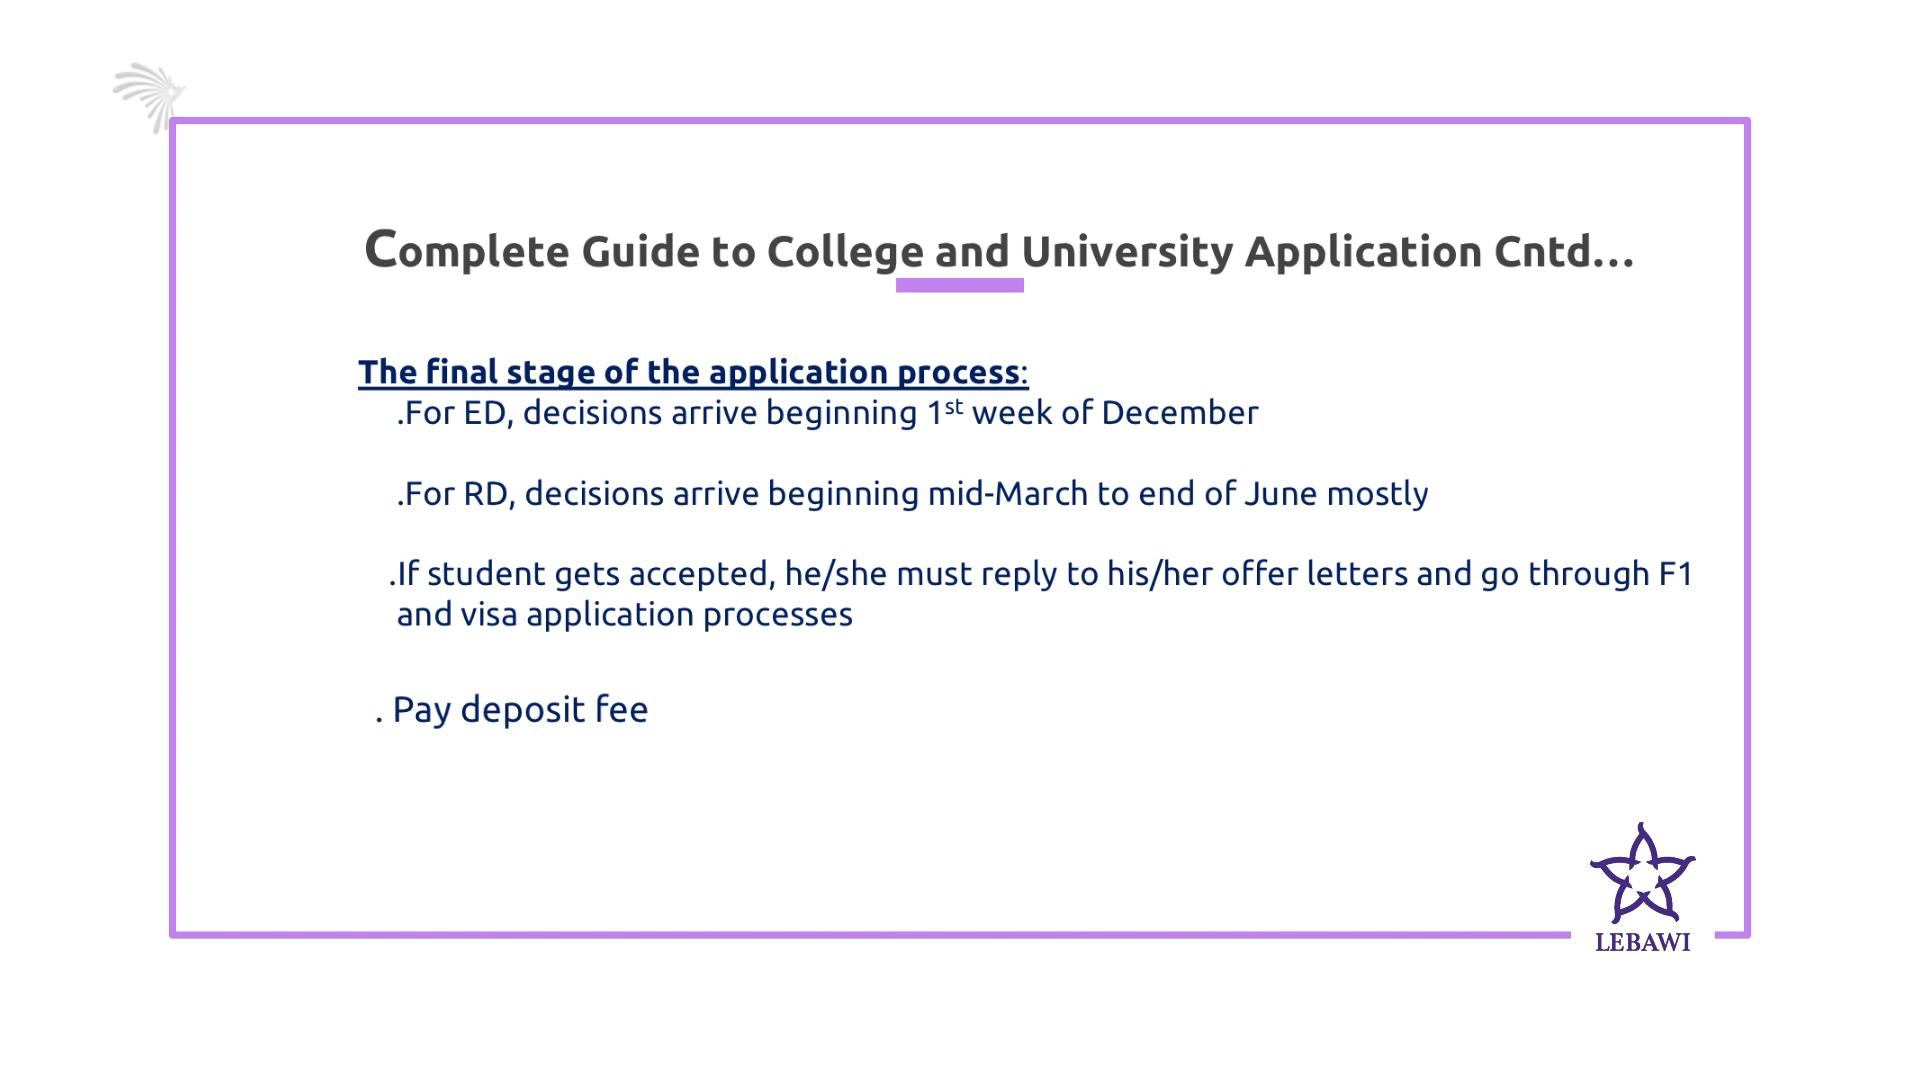 Complete Guide to College and University Application Cntd...
The final stage of the application process:
.For ED, decisions arrive beginning 1st week of December
.For RD, decisions arrive beginning mid-March to end of June mostly
.If student gets accepted, he/she must reply to his/her offer letters and go through F1
and visa application processes
. Pay deposit fee
LEBAWI